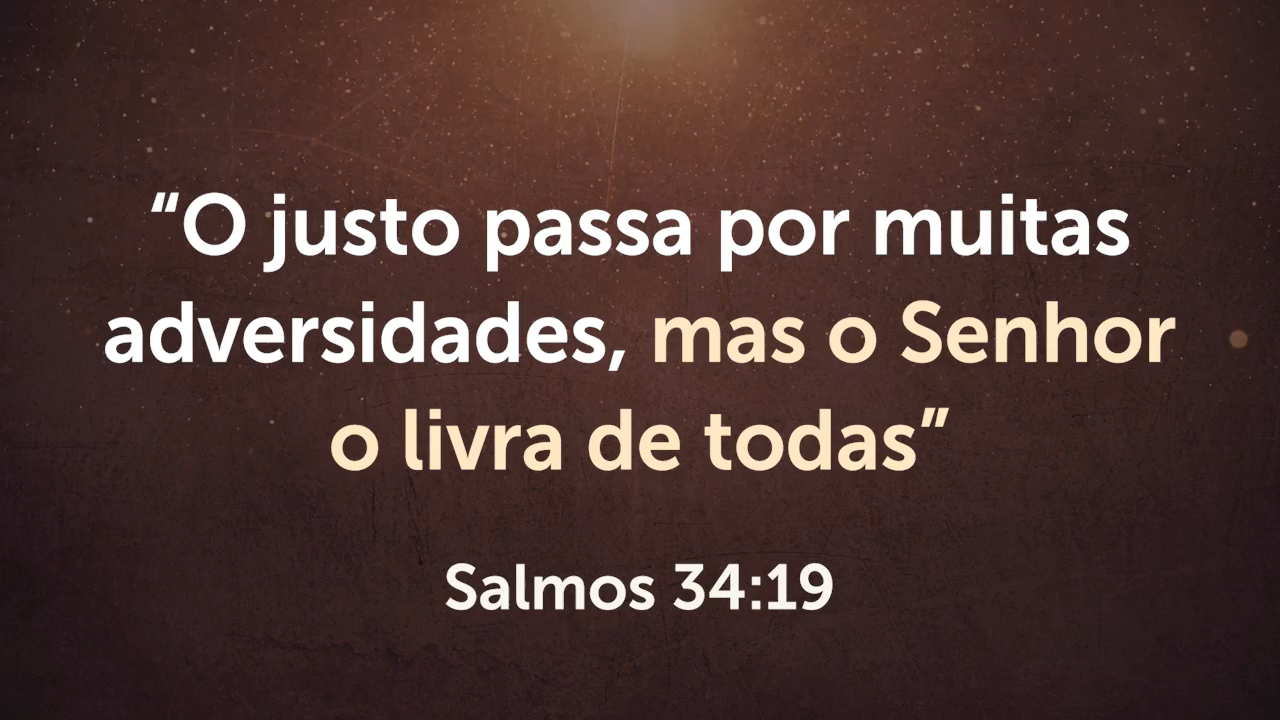 “O justo passa por muitas
adversidades, mas o Senhor
o livra de todas”
Salmos 34:19